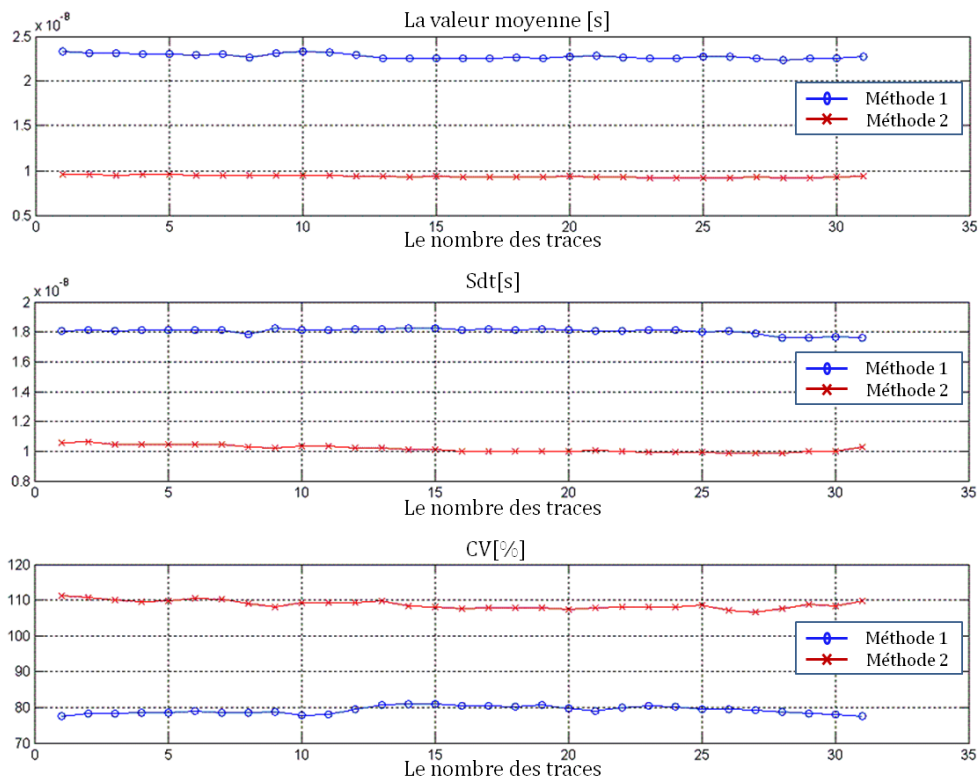 La valeur moyenne [s]
x 10⁻⁸
2.5
2
1.5
1
0.5
0 5 10 15 20 25 30 35
Méthode 1
Méthode 2
Le nombre des traces
Sdt[s]
x 10⁻⁸
2
1.8
1.6
1.4
1.2
1
0.8
0 5 10 15 20 25 30 35
Méthode 1
Méthode 2
Le nombre des traces
CV[%]
120
110
100
90
80
70
0 5 10 15 20 25 30 35
Méthode 1
Méthode 2
Le nombre des traces